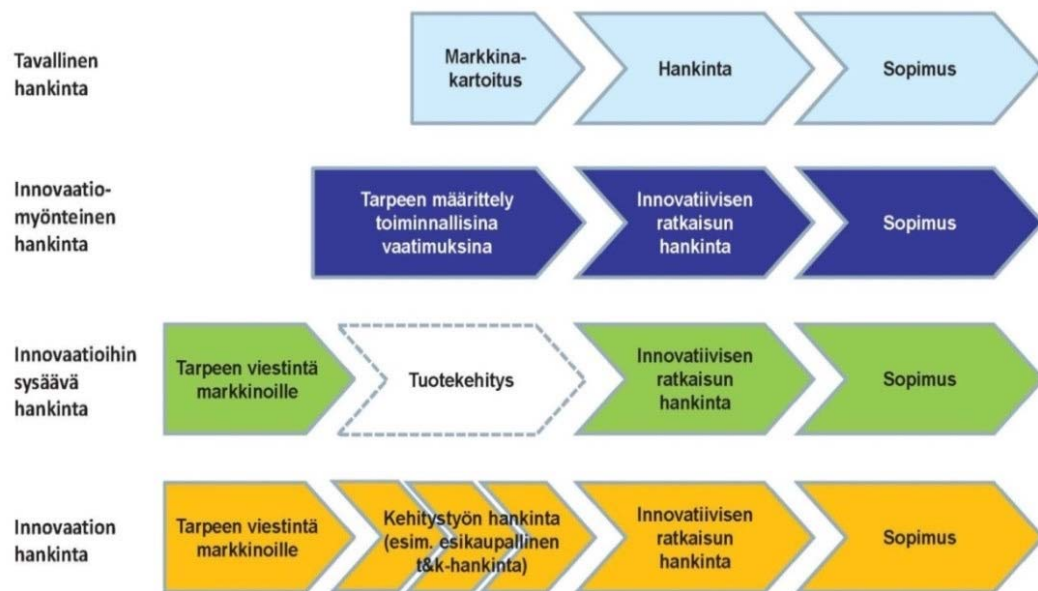 Tavallinen
hankinta
Markkina-
kartoitus
Hankinta
Sopimus
Innovaatio-
myönteinen
hankinta
Tarpeen määrittely
toiminnallisina
vaatimuksina
Innovatiivisen
ratkaisun
hankinta
Sopimus
Innovaatioihin
sysäävä
hankinta
Tarpeen viestintä
markkinoille
Tuotekehitys
Innovatiivisen
ratkaisun
hankinta
Sopimus
Innovaation
hankinta
Tarpeen viestintä
markkinoille
Kehitystyön hankinta
(esim. esikaupallinen
t&k-hankinta)
Innovatiivisen
ratkaisun
hankinta
Sopimus